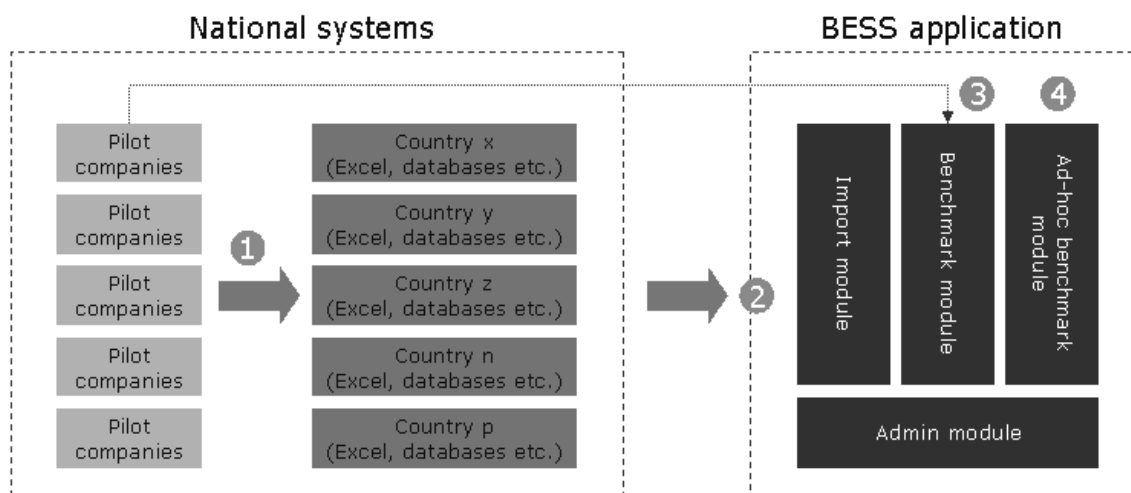 National systems
BESS application
3
4
Pilot
companies
Country x
(Excel, databases etc.)
Pilot
companies
Country y
(Excel, databases etc.)
1
Pilot
companies
Country z
(Excel, databases etc.)
2
Pilot
companies
Country n
(Excel, databases etc.)
Pilot
companies
Country p
(Excel, databases etc.)
Import module
Benchmark module
Ad-hoc benchmark
module
Admin module